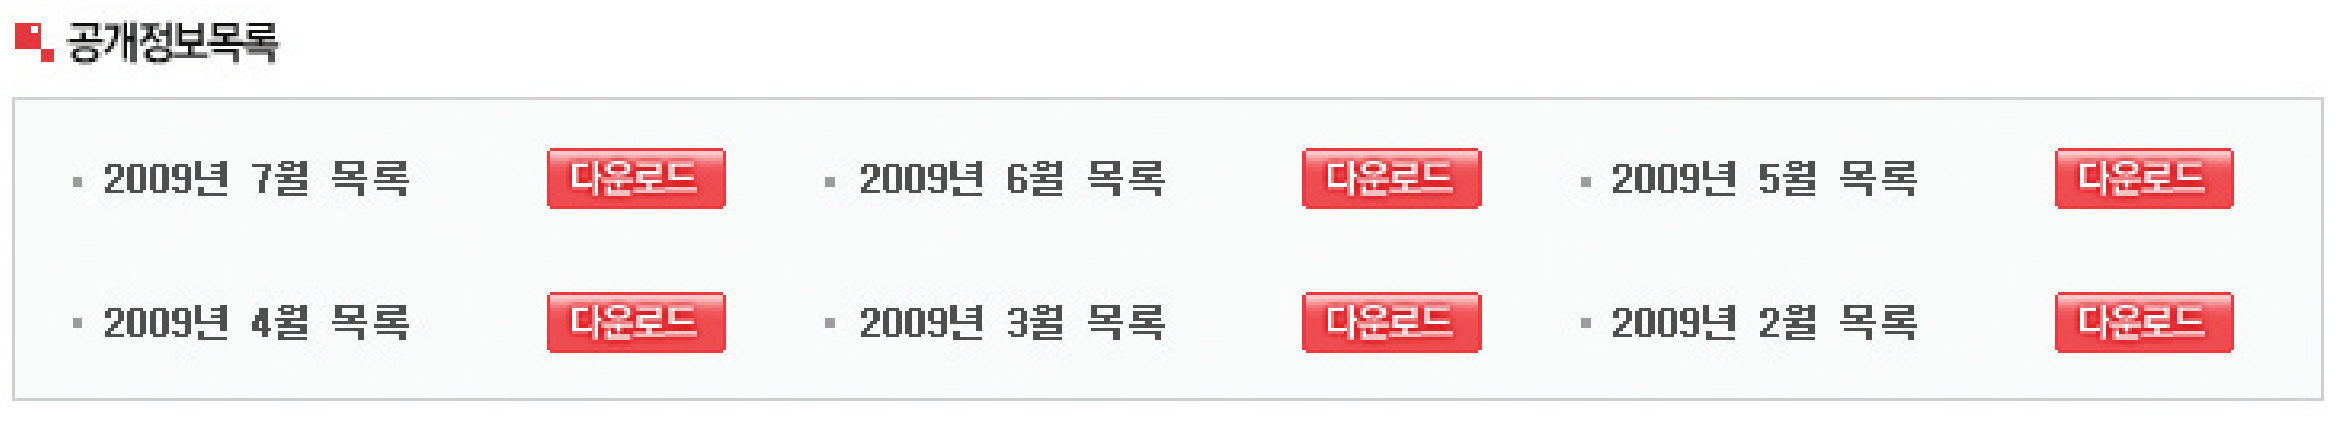 공개정보목록
2009년 7월 목록 다운로드 2009년 6월 목록 다운로드 2009년 5월 목록 다운로드
2009년 4월 목록 다운로드 2009년 3월 목록 다운로드 2009년 2월 목록 다운로드